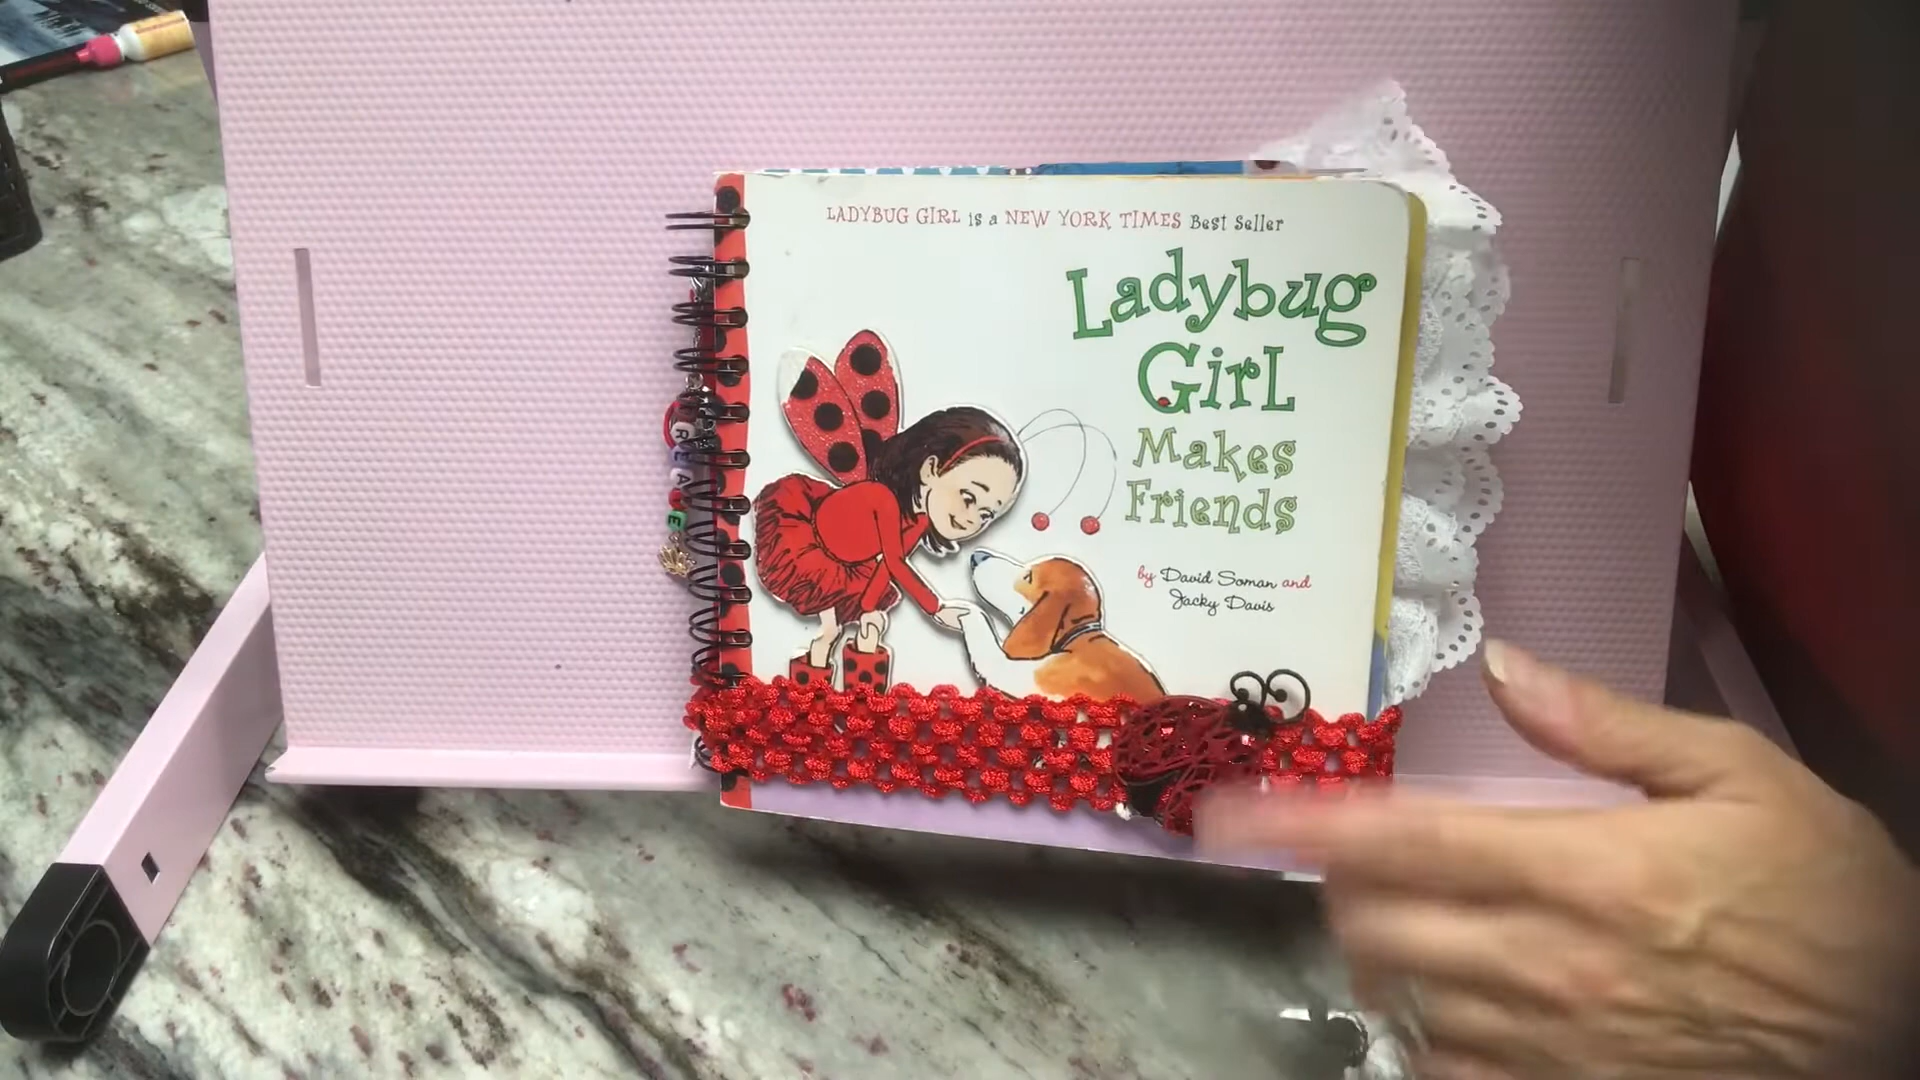 LADYBUG GIRL is a NEW YORK TIMES Best Seller
Ladybug
GirL
Makes
Friends
by David Soman and
Jacky Davis
R
E
A
E